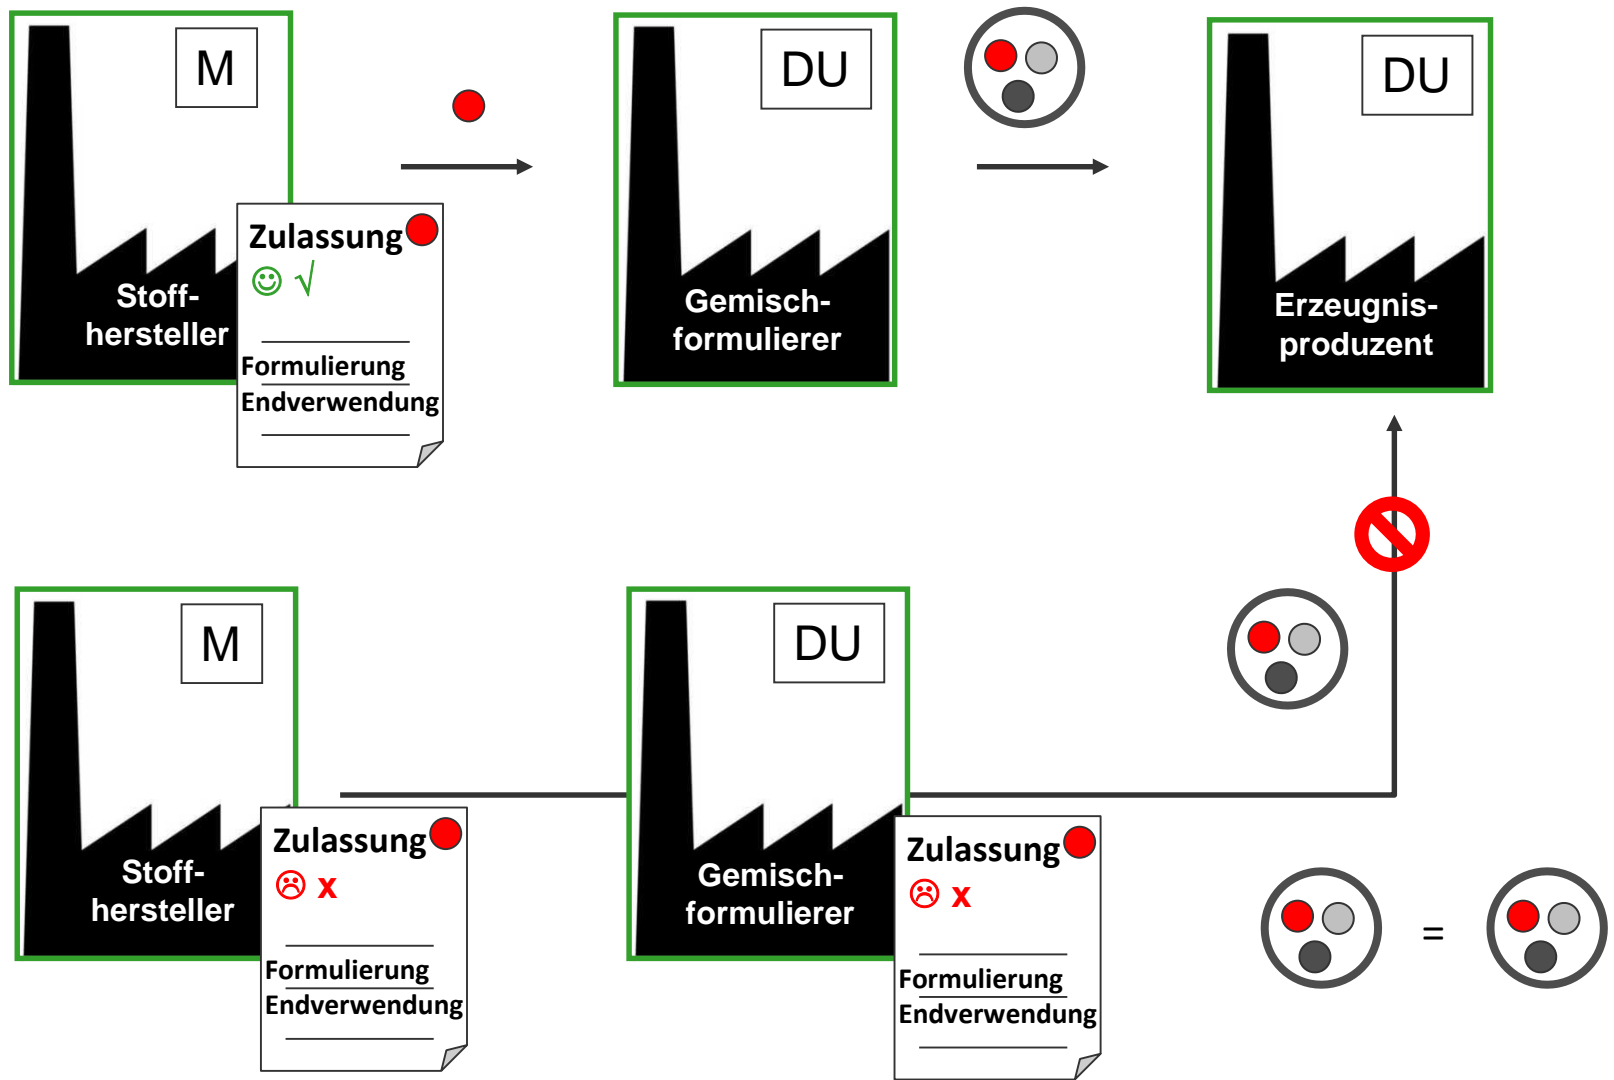 M
Stoff-
hersteller
Zulassung
√
Formulierung
Endverwendung
DU
Gemisch-
formulierer
DU
Erzeugnis-
produzent
M
Stoff-
hersteller
Zulassung
x
Formulierung
Endverwendung
DU
Gemisch-
formulierer
Zulassung
x
Formulierung
Endverwendung
=